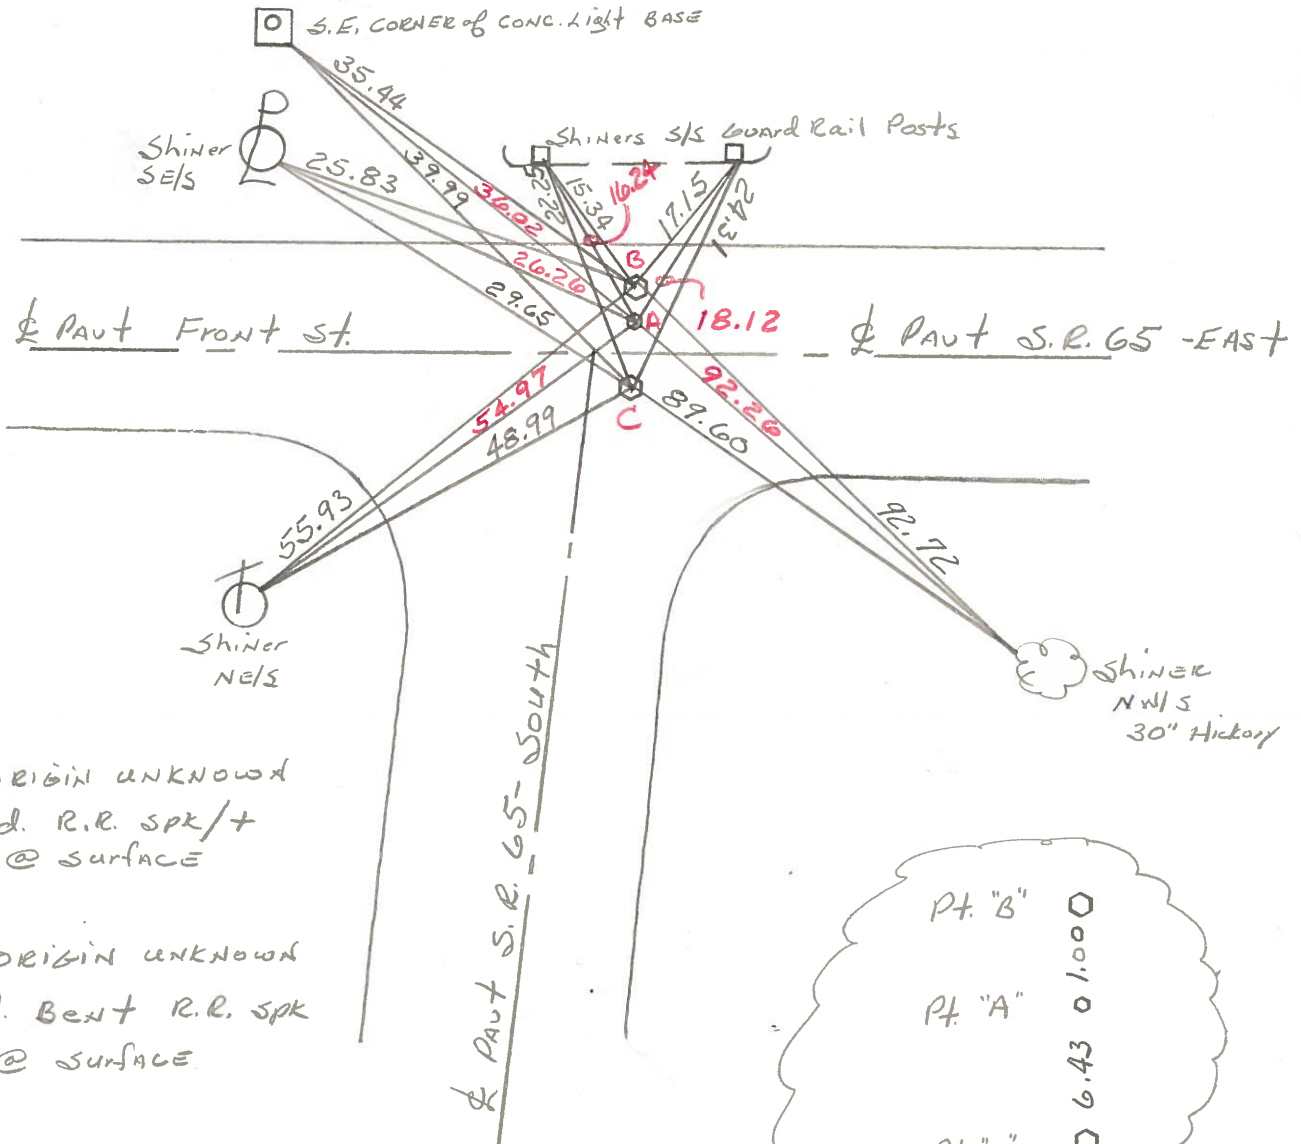 S.E. CORNER of CONC. Light BASE
35.44
Shiner
SE/S
25.83
39.99
36.02
26.26
29.65
Shiners S/S Guard Rail Posts
15.34
16.24
17.15
24.31
B
A
C
18.12
℄ PAVt Front St.
℄ PAVt S.R. 65 -EAST
54.97
48.99
55.93
92.26
89.60
92.72
Shiner
NE/S
SHINER
NW/S
30" Hickory
℄ PAVt S.R. 65- South
RIGIN UNKNOWN
d. R.R. spk/+
@ SurfACE
ORIGIN UNKNOWN
. Bent R.R. spk
@ SurfACE
Pt. "B"
1.00
Pt. "A"
6.43